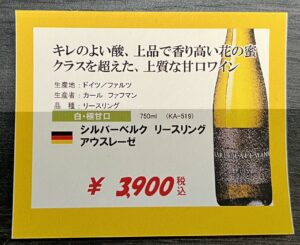 キレのよい酸、上品で香り高い花の蜜
クラスを超えた、上質な甘口ワイン
生産地：ドイツ／ファルツ
生産者：カール ファフマン
品　種：リースリング
白・極甘口　750ml　(KA-519)
シルバーベルク リースリング
アウスレーゼ
¥ 3,900 税込